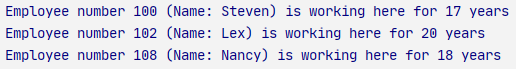 Employee number 100 (Name: Steven) is working here for 17 years
Employee number 102 (Name: Lex) is working here for 20 years
Employee number 108 (Name: Nancy) is working here for 18 years